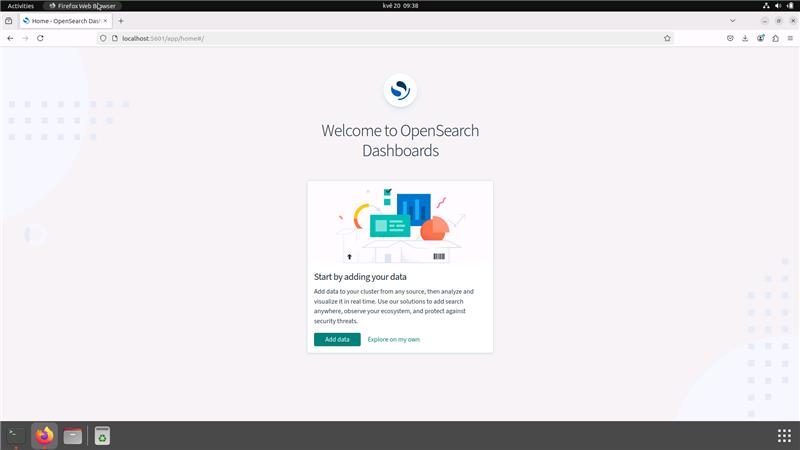 Activities
Firefox Web Browser
kvě 20 09:38
Home - OpenSearch Dash
localhost:5601/app/home#/
Welcome to OpenSearch
Dashboards
Start by adding your data
Add data to your cluster from any source, then analyze and
visualize it in real time. Use our solutions to add search
anywhere, observe your ecosystem, and protect against
security threats.
Add data
Explore on my own